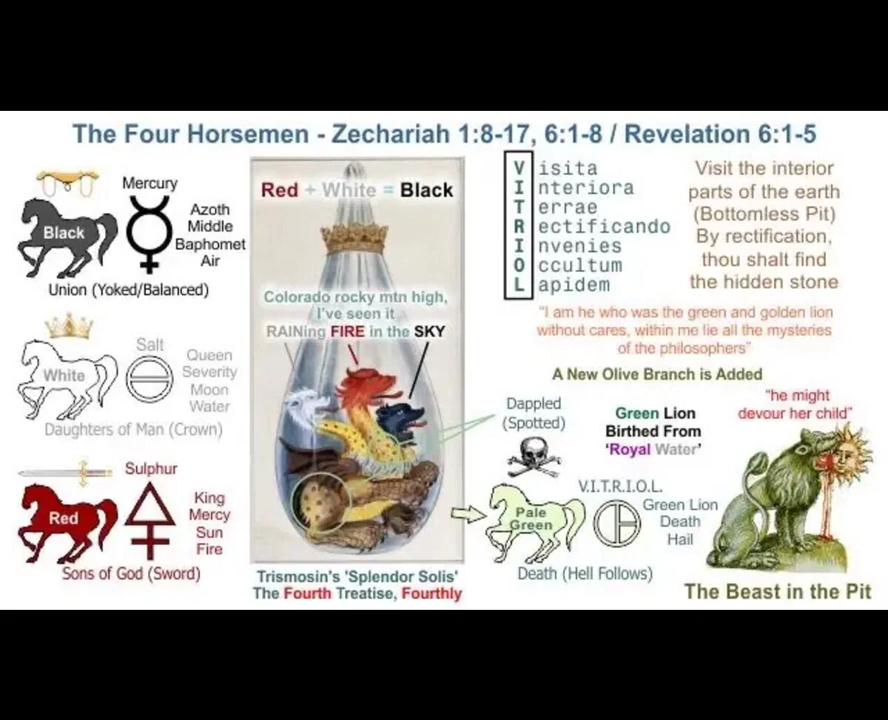 The Four Horsemen - Zechariah 1:8-17, 6:1-8 / Revelation 6:1-5
Mercury
Black
Azoth
Middle
Baphomet
Air
Union (Yoked/Balanced)
White
Salt
Queen
Severity
Moon
Water
Daughters of Man (Crown)
Sulphur
Red
King
Mercy
Sun
Fire
Sons of God (Sword)
Red + White = Black
Colorado rocky mtn high,
I've seen it
RAINing FIRE in the SKY
Trismosin's 'Splendor Solis'
The Fourth Treatise, Fourthly
Visita
Interiora
Terrae
Rectificando
Invenies
Occultum
Lapidem
Visit the interior
parts of the earth
(Bottomless Pit)
By rectification,
thou shalt find
the hidden stone
"I am he who was the green and golden lion
without cares, within me lie all the mysteries
of the philosophers"
A New Olive Branch is Added
Dappled
(Spotted)
Green Lion
Birthed From
'Royal Water'
"he might
devour her child"
Pale
Green
V.I.T.R.I.O.L.
Green Lion
Death
Hail
Death (Hell Follows)
The Beast in the Pit